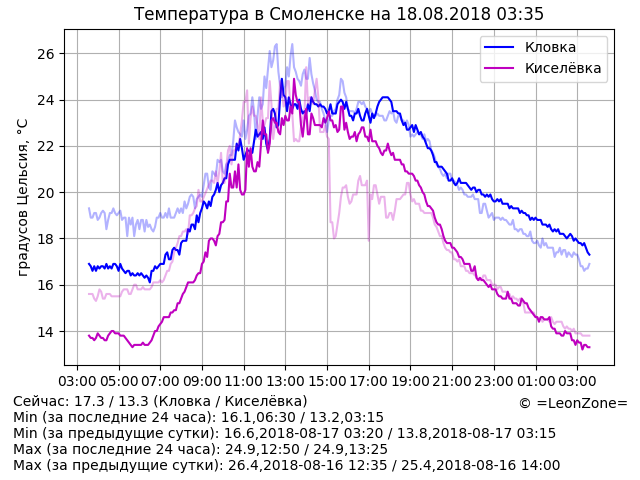 Температура в Смоленске на 18.08.2018 03:35
градусов Цельсия, °C
26
24
22
20
18
16
14
Кловка
Киселёвка
03:00 05:00 07:00 09:00 11:00 13:00 15:00 17:00 19:00 21:00 23:00 01:00 03:00
Сейчас: 17.3 / 13.3 (Кловка / Киселёвка)
© =LeonZone=
Min (за последние 24 часа): 16.1,06:30 / 13.2,03:15
Min (за предыдущие сутки): 16.6,2018-08-17 03:20 / 13.8,2018-08-17 03:15
Max (за последние 24 часа): 24.9,12:50 / 24.9,13:25
Max (за предыдущие сутки): 26.4,2018-08-16 12:35 / 25.4,2018-08-16 14:00